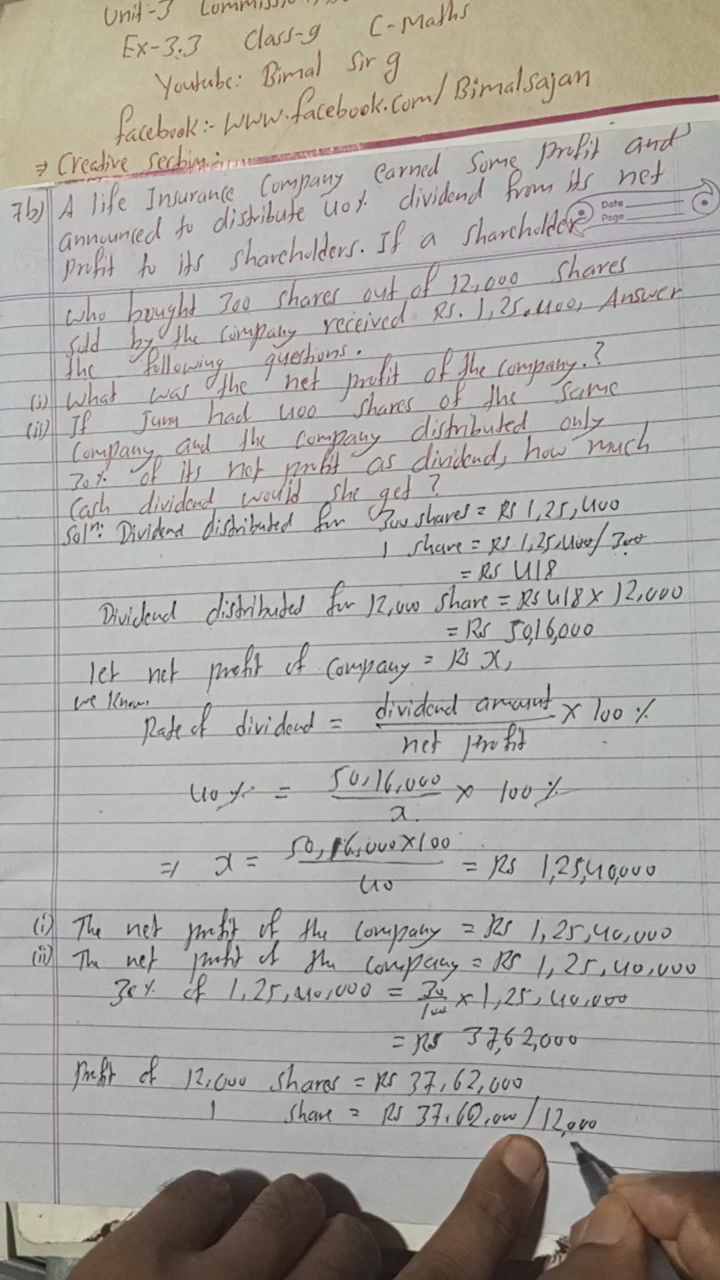 Unit-3 Commission
Ex-3.3 Class-9 C-Maths
Youtube: Bimal Sir g
facebook:- www.facebook.com/Bimalsajan
⇒ Creative Section:
7b) A life Insurance Company earned some profit and
announced to distribute 40% dividend from its net
Date
Page
profit to its shareholders. If a shareholder
who bought 300 shares out of 12,000 shares
sold by the company received Rs. 1,25,400, Answer
the following questions.
(i) What was the net profit of the company.?
(ii) If had 400 shares of the same
Company and the company distributed only
30% of its net profit as dividend, how much
cash dividend would she get?
Solⁿ: Dividend distributed for 300 shares = Rs 1,25,400
1 share = Rs. 1,25,400/300
= Rs 418
Dividend distributed for 12,000 share = Rs 418 × 12,000
= Rs 50,16,000
let net profit of company = Rs x,
we know,
Rate of dividend = dividend amount / net profit × 100 %
40 % = 50,16,000 / x × 100 %
⇒ x = 50,16,000×100 / 40 = Rs 1,25,40,000
(i) The net profit of the company = Rs 1,25,40,000
(ii) The net profit of the company = Rs 1,25,40,000
30% of 1,25,40,000 = 30/100 × 1,25,40,000
= Rs 37,62,000
Profit of 12,000 shares = Rs 37,62,000
1 share = Rs 37,62,000/12,000